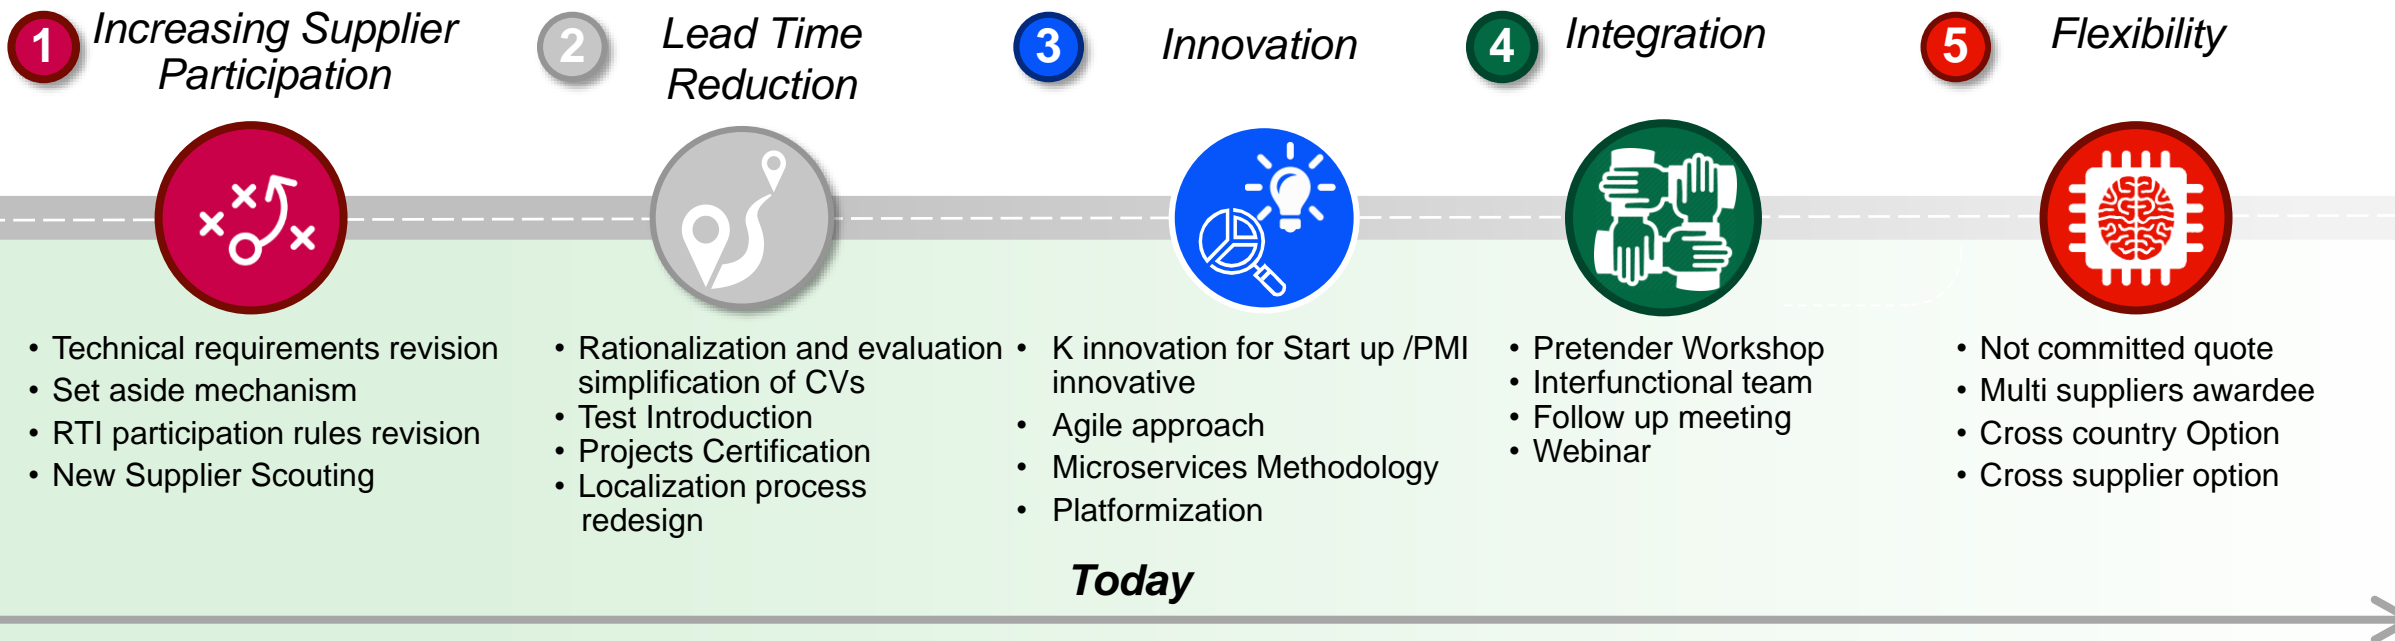 1
Increasing Supplier
Participation
• Technical requirements revision
• Set aside mechanism
• RTI participation rules revision
• New Supplier Scouting
2
Lead Time
Reduction
• Rationalization and evaluation
simplification of CVs
• Test Introduction
• Projects Certification
• Localization process
redesign
3
Innovation
• K innovation for Start up /PMI
innovative
• Agile approach
• Microservices Methodology
• Platformization
4
Integration
• Pretender Workshop
• Interfunctional team
• Follow up meeting
• Webinar
5
Flexibility
• Not committed quote
• Multi suppliers awardee
• Cross country Option
• Cross supplier option
Today